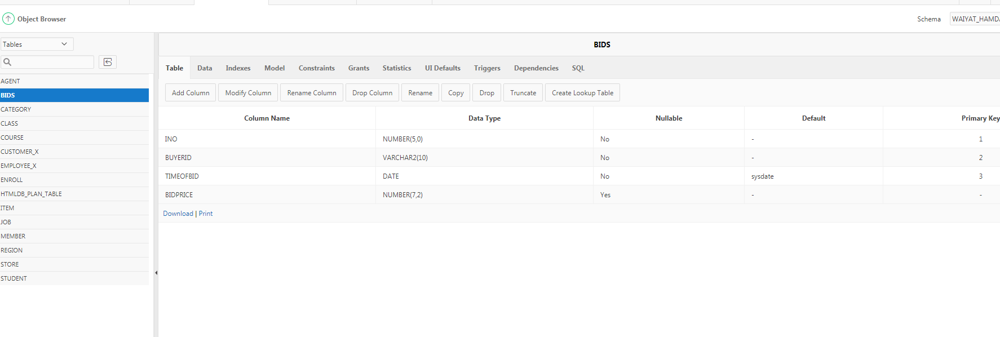 Object Browser
Schema
WAIYAT_HAMDA
Tables
BIDS
Table Data Indexes Model Constraints Grants Statistics UI Defaults Triggers Dependencies SQL
Add Column Modify Column Rename Column Drop Column Rename Copy Drop Truncate Create Lookup Table
AGENT
BIDS
CATEGORY
CLASS
COURSE
CUSTOMER_X
EMPLOYEE_X
ENROLL
HTMLDB_PLAN_TABLE
ITEM
JOB
MEMBER
REGION
STORE
STUDENT
Column Name Data Type Nullable Default Primary Key
INO NUMBER(5,0) No - 1
BUYERID VARCHAR2(10) No - 2
TIMEOFBID DATE No sysdate 3
BIDPRICE NUMBER(7,2) Yes - -
Download | Print